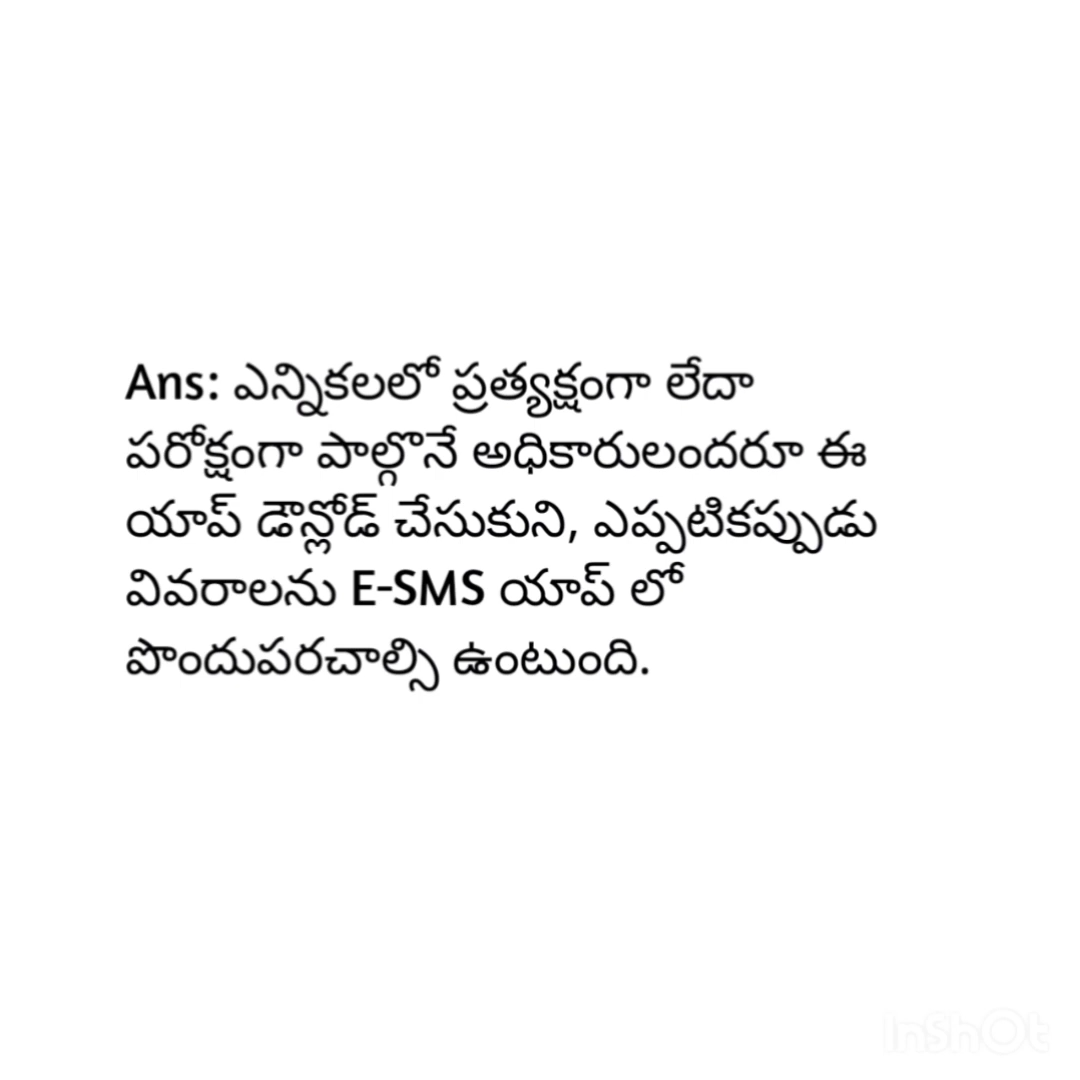 Ans: ఎన్నికలలో ప్రత్యక్షంగా లేదా
పరోక్షంగా పాల్గొనే అధికారులందరూ ఈ
యాప్ డౌన్లోడ్ చేసుకుని, ఎప్పటికప్పుడు
వివరాలను E-SMS యాప్ లో
పొందుపరచాల్సి ఉంటుంది.
InShOt